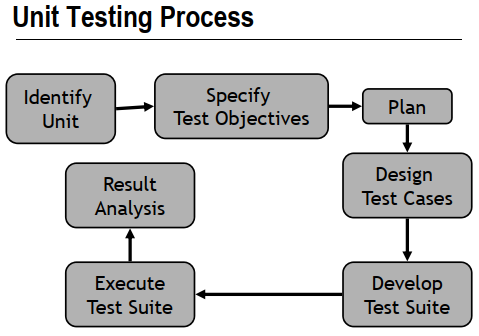 Unit Testing Process
Identify
Unit
Specify
Test Objectives
Plan
Design
Test Cases
Develop
Test Suite
Execute
Test Suite
Result
Analysis